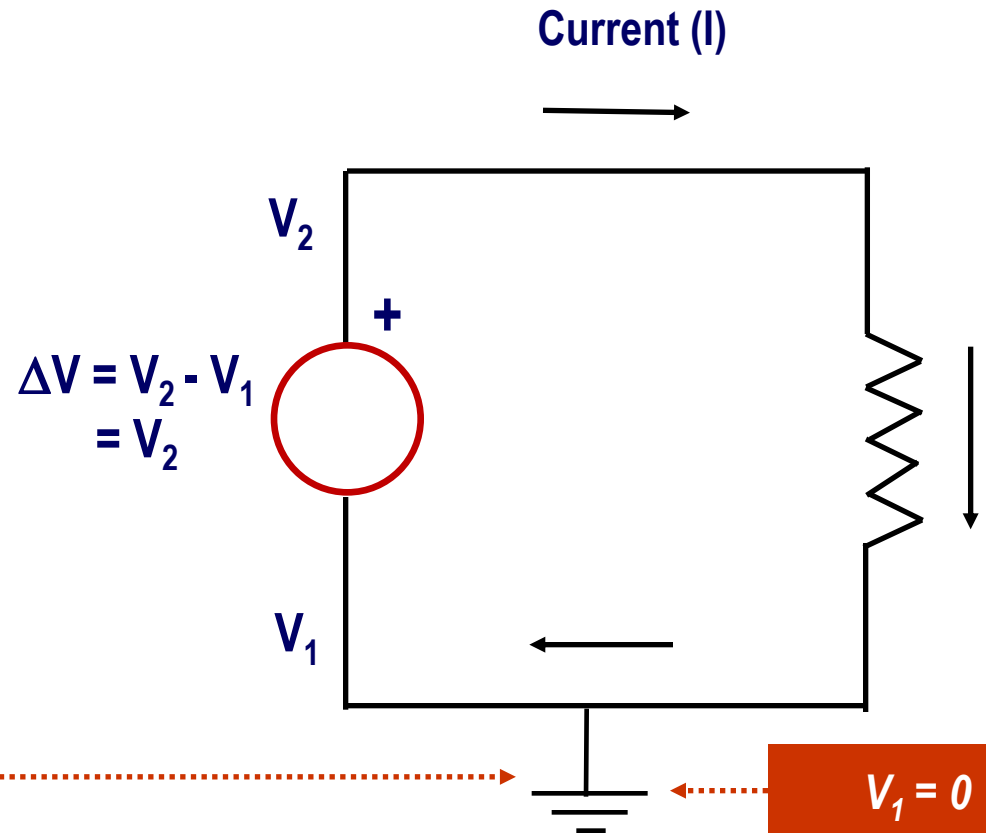 Current (I)
V₂
+
ΔV = V₂ - V₁
= V₂
V₁
V₁ = 0